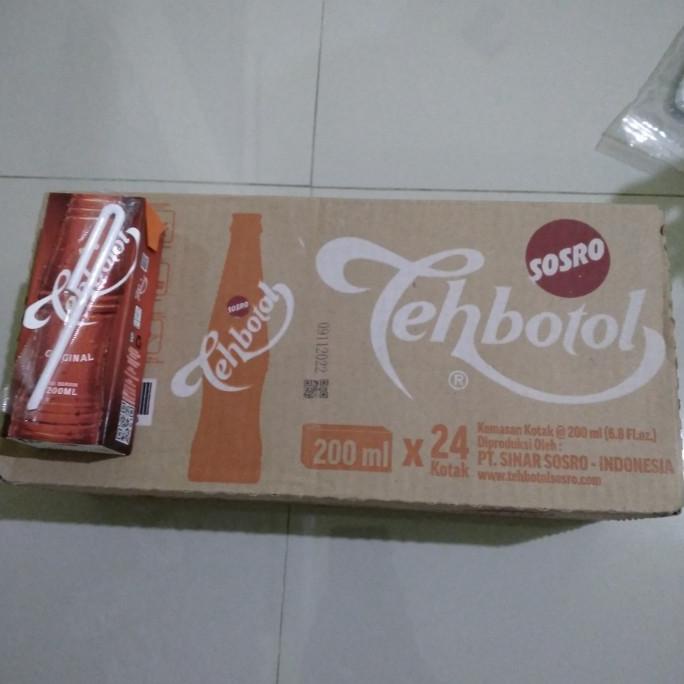 Tehbotol
ORIGINAL
200ML
SOSRO
Tehbotol
09112022
SOSRO
Tehbotol
®
200 ml x 24 Kotak
Kemasan Kotak @ 200 ml (6.8 Fl.oz.)
Diproduksi Oleh :
PT. SINAR SOSRO - INDONESIA
www.tehbotolsosro.com